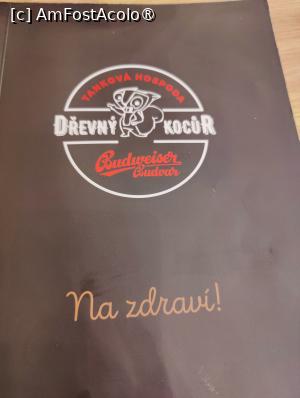 [c] AmFostAcolo®
TANKOVÁ HOSPODA
DŘEVNÝ KOCŮR
Budweiser
Budvar
Na zdraví!